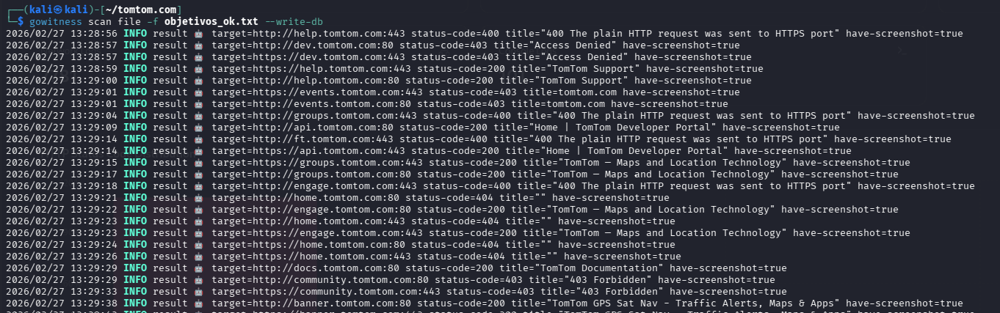 ┌──(kali㉿kali)-[~/tomtom.com]
└─$ gowitness scan file -f objetivos_ok.txt --write-db
2026/02/27 13:28:56 INFO result 🤖 target=http://help.tomtom.com:443 status-code=400 title="400 The plain HTTP request was sent to HTTPS port" have-screenshot=true
2026/02/27 13:28:57 INFO result 🤖 target=http://dev.tomtom.com:80 status-code=403 title="Access Denied" have-screenshot=true
2026/02/27 13:28:57 INFO result 🤖 target=https://dev.tomtom.com:443 status-code=403 title="Access Denied" have-screenshot=true
2026/02/27 13:28:59 INFO result 🤖 target=https://help.tomtom.com:443 status-code=200 title="TomTom Support" have-screenshot=true
2026/02/27 13:29:00 INFO result 🤖 target=http://help.tomtom.com:80 status-code=200 title="TomTom Support" have-screenshot=true
2026/02/27 13:29:01 INFO result 🤖 target=https://events.tomtom.com:443 status-code=403 title=tomtom.com have-screenshot=true
2026/02/27 13:29:01 INFO result 🤖 target=http://events.tomtom.com:80 status-code=403 title=tomtom.com have-screenshot=true
2026/02/27 13:29:04 INFO result 🤖 target=http://groups.tomtom.com:443 status-code=400 title="400 The plain HTTP request was sent to HTTPS port" have-screenshot=true
2026/02/27 13:29:09 INFO result 🤖 target=http://api.tomtom.com:80 status-code=200 title="Home | TomTom Developer Portal" have-screenshot=true
2026/02/27 13:29:14 INFO result 🤖 target=http://ft.tomtom.com:443 status-code=400 title="400 The plain HTTP request was sent to HTTPS port" have-screenshot=true
2026/02/27 13:29:14 INFO result 🤖 target=https://api.tomtom.com:443 status-code=200 title="Home | TomTom Developer Portal" have-screenshot=true
2026/02/27 13:29:15 INFO result 🤖 target=https://groups.tomtom.com:443 status-code=200 title="TomTom — Maps and Location Technology" have-screenshot=true
2026/02/27 13:29:17 INFO result 🤖 target=http://groups.tomtom.com:80 status-code=200 title="TomTom — Maps and Location Technology" have-screenshot=true
2026/02/27 13:29:18 INFO result 🤖 target=http://engage.tomtom.com:443 status-code=400 title="400 The plain HTTP request was sent to HTTPS port" have-screenshot=true
2026/02/27 13:29:21 INFO result 🤖 target=https://home.tomtom.com:80 status-code=404 title="" have-screenshot=true
2026/02/27 13:29:22 INFO result 🤖 target=http://engage.tomtom.com:80 status-code=200 title="TomTom — Maps and Location Technology" have-screenshot=true
2026/02/27 13:29:23 INFO result 🤖 target=http://home.tomtom.com:443 status-code=404 title="" have-screenshot=true
2026/02/27 13:29:23 INFO result 🤖 target=https://engage.tomtom.com:443 status-code=200 title="TomTom — Maps and Location Technology" have-screenshot=true
2026/02/27 13:29:24 INFO result 🤖 target=http://home.tomtom.com:80 status-code=404 title="" have-screenshot=true
2026/02/27 13:29:26 INFO result 🤖 target=https://home.tomtom.com:443 status-code=404 title="" have-screenshot=true
2026/02/27 13:29:29 INFO result 🤖 target=http://docs.tomtom.com:80 status-code=200 title="TomTom Documentation" have-screenshot=true
2026/02/27 13:29:29 INFO result 🤖 target=http://community.tomtom.com:80 status-code=403 title="403 Forbidden" have-screenshot=true
2026/02/27 13:29:33 INFO result 🤖 target=https://community.tomtom.com:443 status-code=403 title="403 Forbidden" have-screenshot=true
2026/02/27 13:29:38 INFO result 🤖 target=http://banner.tomtom.com:80 status-code=200 title="TomTom GPS Sat Nav - Traffic Alerts, Maps & Apps" have-screenshot=true